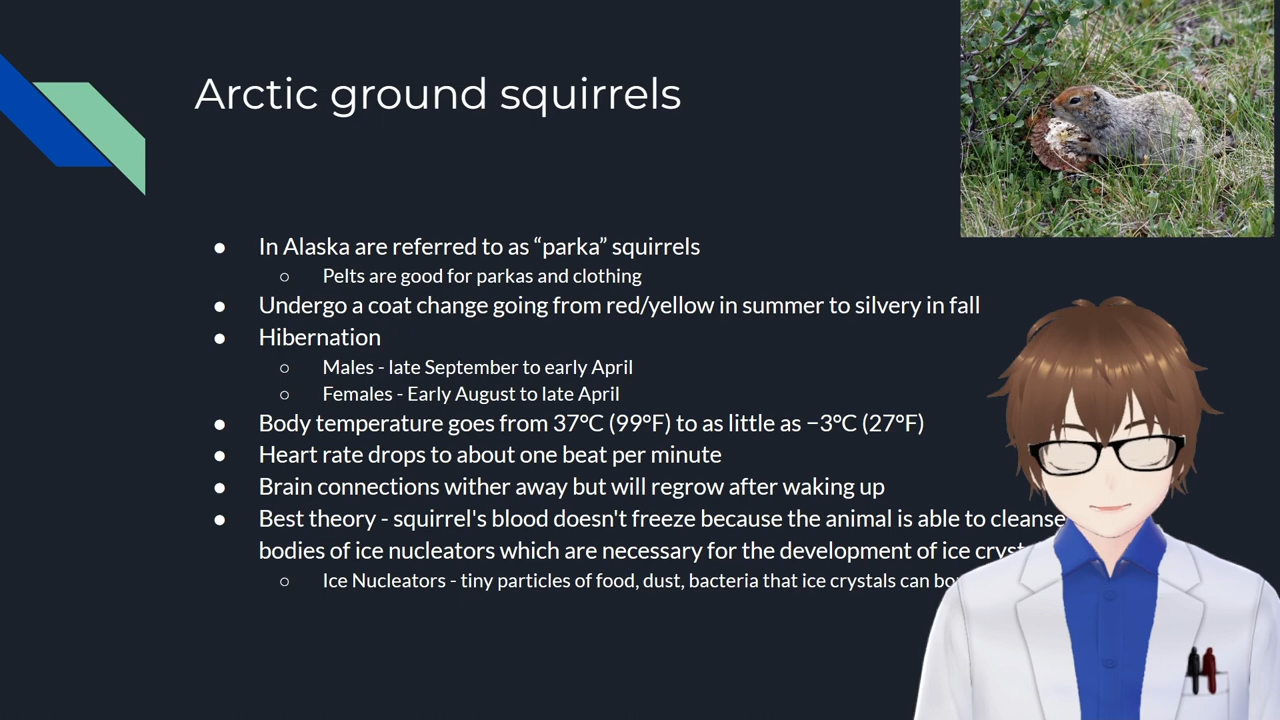 Arctic ground squirrels
● In Alaska are referred to as “parka” squirrels
○ Pelts are good for parkas and clothing
● Undergo a coat change going from red/yellow in summer to silvery in fall
● Hibernation
○ Males - late September to early April
○ Females - Early August to late April
● Body temperature goes from 37ºC (99ºF) to as little as −3ºC (27ºF)
● Heart rate drops to about one beat per minute
● Brain connections wither away but will regrow after waking up
● Best theory - squirrel's blood doesn't freeze because the animal is able to cleanse
bodies of ice nucleators which are necessary for the development of ice
○ Ice Nucleators - tiny particles of food, dust, bacteria that ice crystals can